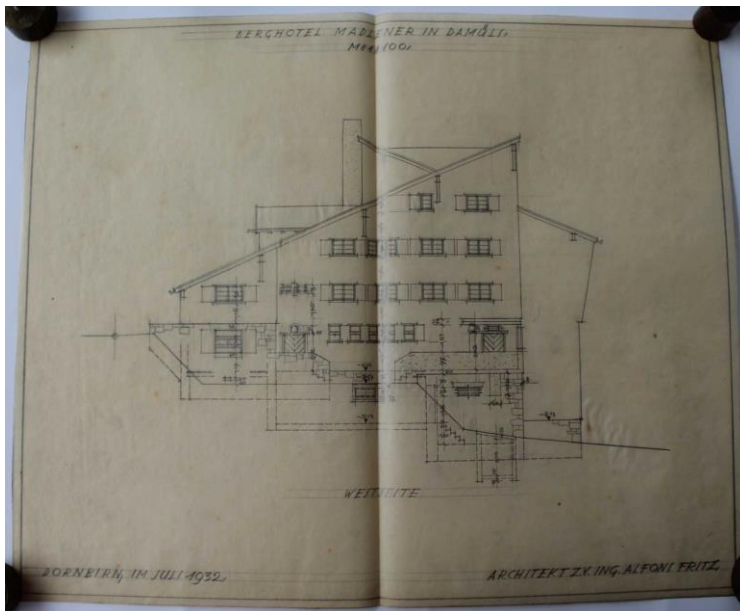 BERGHOTEL MADLENER IN DAMÜLS.
M = 1:100.
WESTSEITE
DORNBIRN, IM JULI 1932.
ARCHITEKT Z.V. ING. ALFONS FRITZ